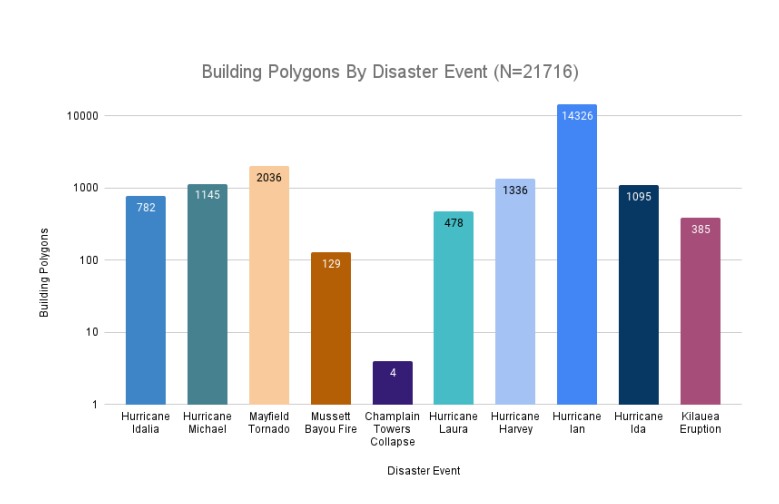 Building Polygons By Disaster Event (N=21716)
Building Polygons
10000
1000
100
10
1
782
1145
2036
129
4
478
1336
14326
1095
385
Hurricane
Idalia
Hurricane
Michael
Mayfield
Tornado
Mussett
Bayou Fire
Champlain
Towers
Collapse
Hurricane
Laura
Hurricane
Harvey
Hurricane
Ian
Hurricane
Ida
Kilauea
Eruption
Disaster Event